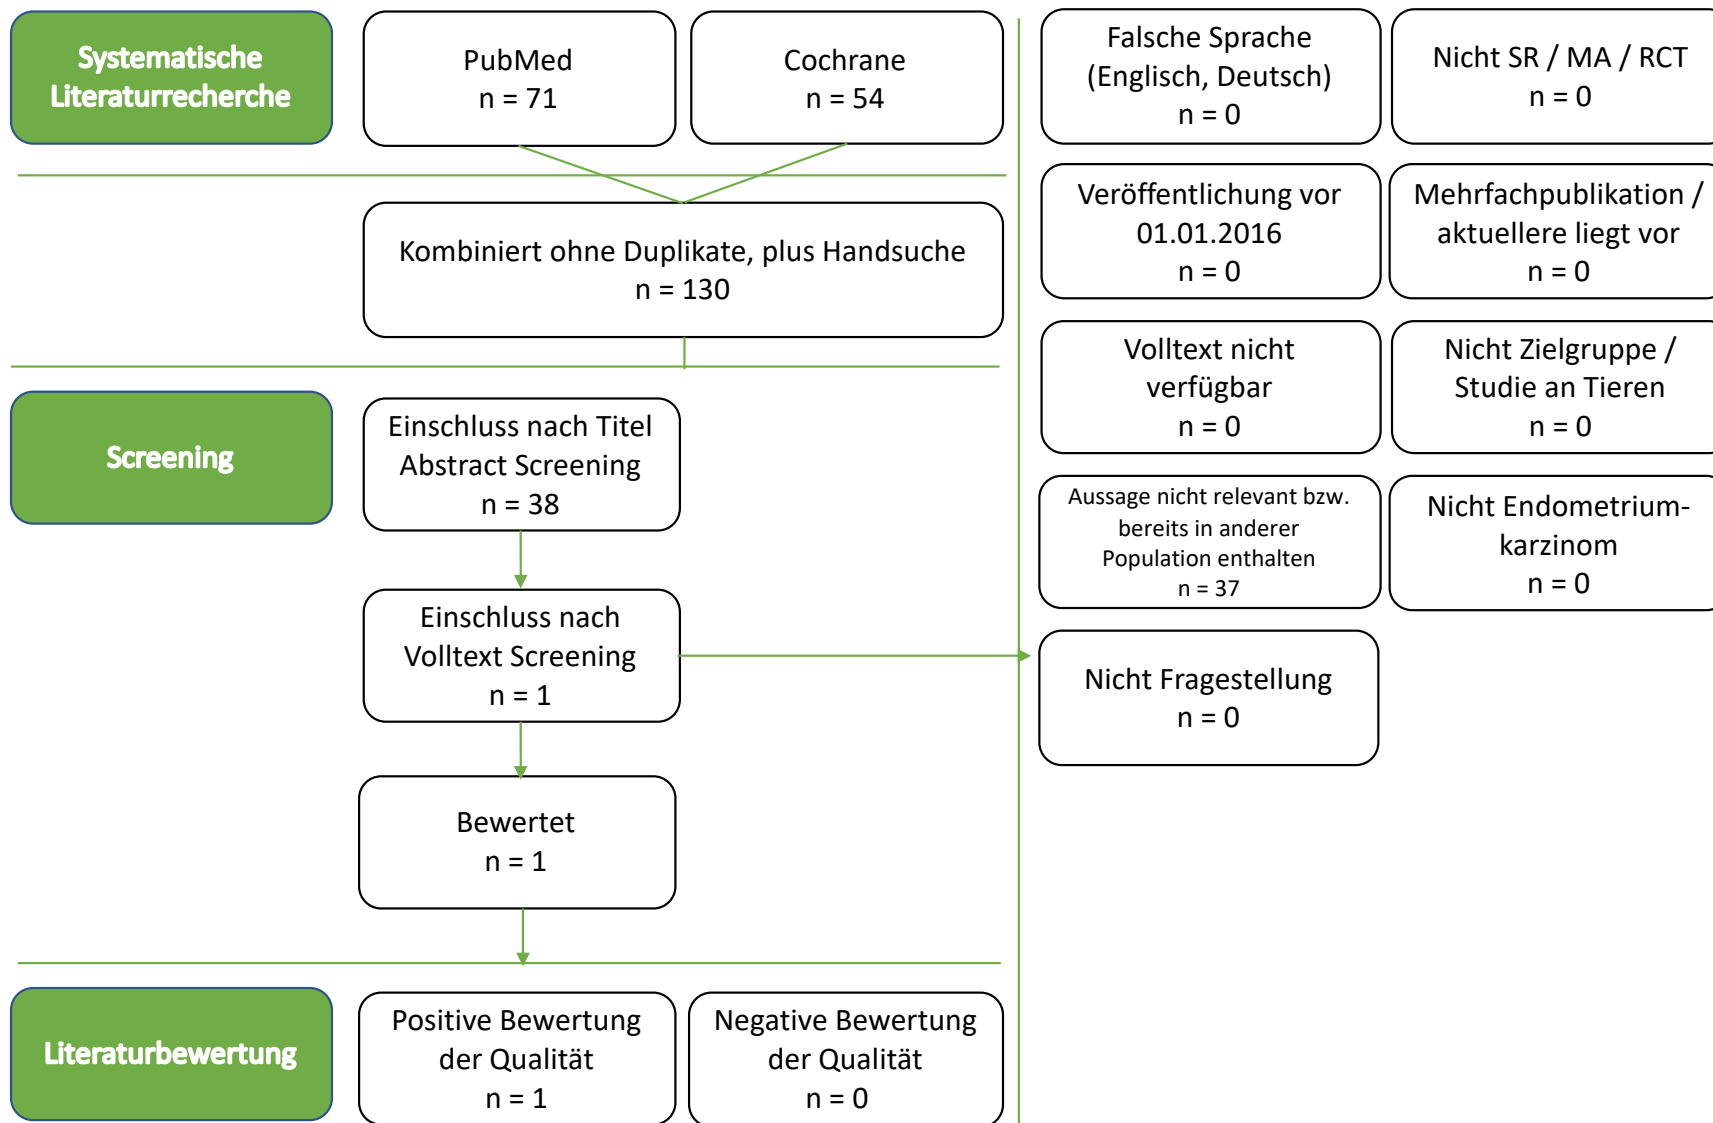 Systematische
Literaturrecherche
PubMed
n = 71
Cochrane
n = 54
Kombiniert ohne Duplikate, plus Handsuche
n = 130
Screening
Einschluss nach Titel
Abstract Screening
n = 38
Einschluss nach
Volltext Screening
n = 1
Bewertet
n = 1
Literaturbewertung
Positive Bewertung
der Qualität
n = 1
Negative Bewertung
der Qualität
n = 0
Falsche Sprache
(Englisch, Deutsch)
n = 0
Nicht SR / MA / RCT
n = 0
Veröffentlichung vor
01.01.2016
n = 0
Mehrfachpublikation /
aktuellere liegt vor
n = 0
Volltext nicht
verfügbar
n = 0
Nicht Zielgruppe /
Studie an Tieren
n = 0
Aussage nicht relevant bzw.
bereits in anderer
Population enthalten
n = 37
Nicht Endometrium-
karzinom
n = 0
Nicht Fragestellung
n = 0